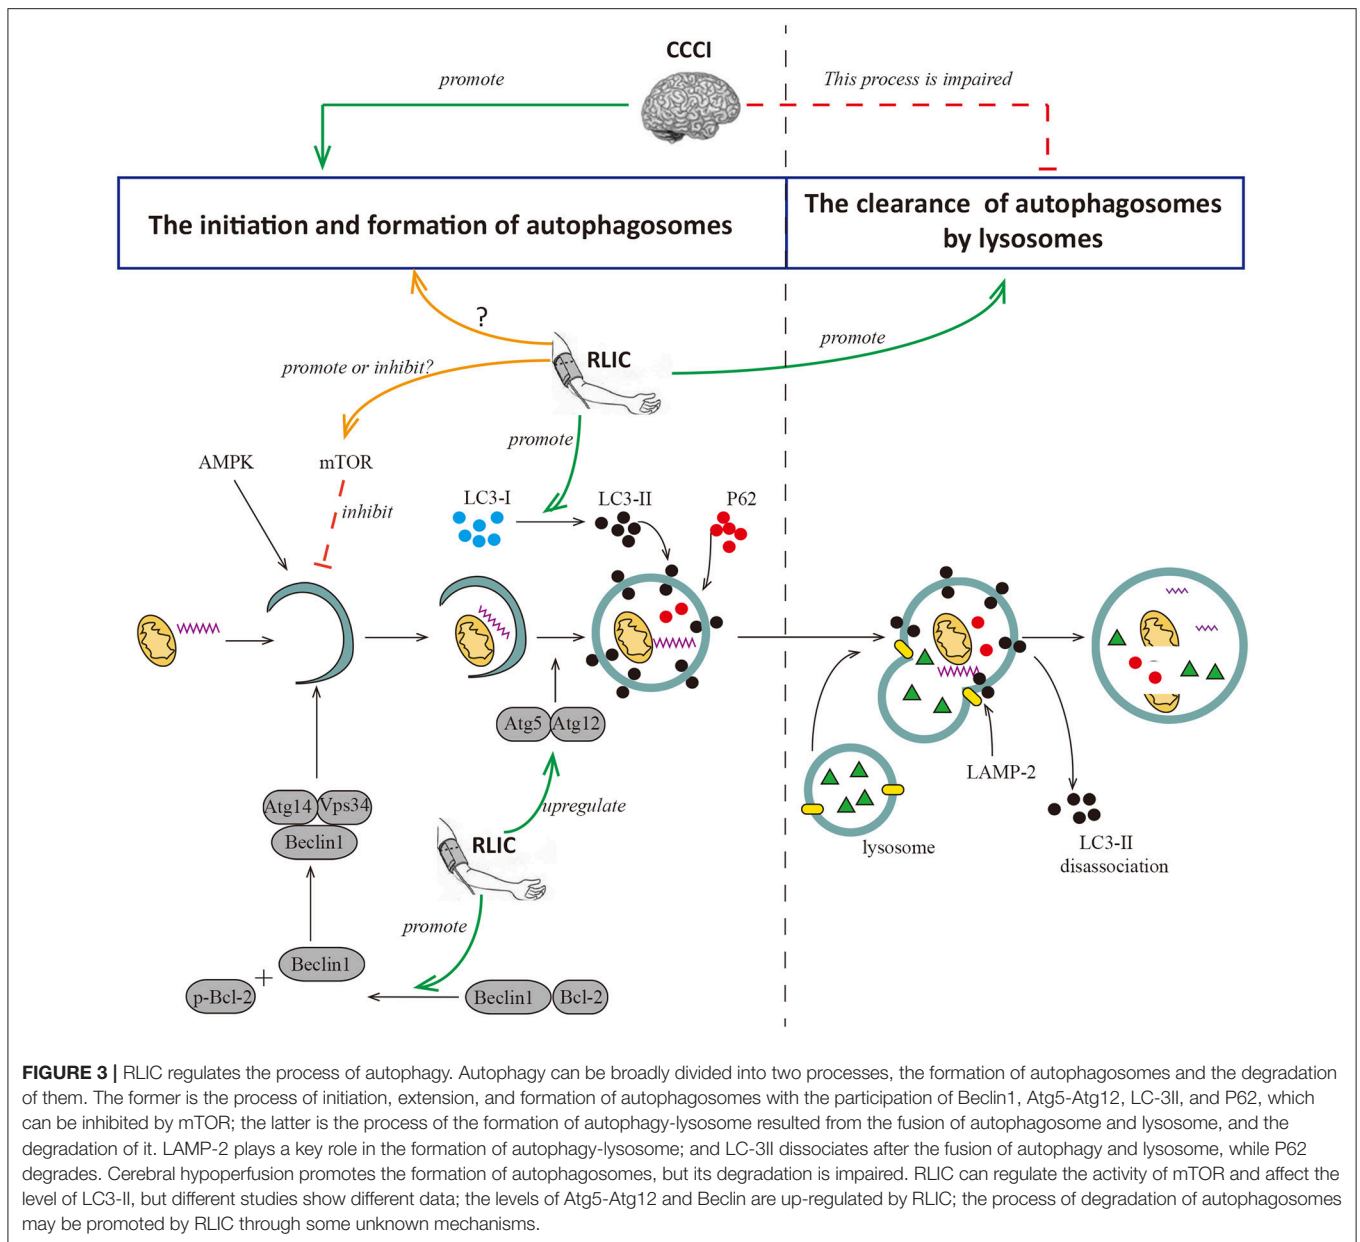 CCCI
promote
This process is impaired
The initiation and formation of autophagosomes
The clearance of autophagosomes
by lysosomes
?
RLIC
promote
promote or inhibit?
promote
AMPK
mTOR
LC3-I
LC3-II
P62
inhibit
Atg5
Atg12
LAMP-2
Atg14
Vps34
upregulate
Beclin1
RLIC
lysosome
LC3-II
disassociation
promote
Beclin1
+
p-Bcl-2
Beclin1
Bcl-2
FIGURE 3 | RLIC regulates the process of autophagy. Autophagy can be broadly divided into two processes, the formation of autophagosomes and the degradation
of them. The former is the process of initiation, extension, and formation of autophagosomes with the participation of Beclin1, Atg5-Atg12, LC-3II, and P62, which
can be inhibited by mTOR; the latter is the process of the formation of autophagy-lysosome resulted from the fusion of autophagosome and lysosome, and the
degradation of it. LAMP-2 plays a key role in the formation of autophagy-lysosome; and LC-3II dissociates after the fusion of autophagy and lysosome, while P62
degrades. Cerebral hypoperfusion promotes the formation of autophagosomes, but its degradation is impaired. RLIC can regulate the activity of mTOR and affect the
level of LC3-II, but different studies show different data; the levels of Atg5-Atg12 and Beclin are up-regulated by RLIC; the process of degradation of autophagosomes
may be promoted by RLIC through some unknown mechanisms.